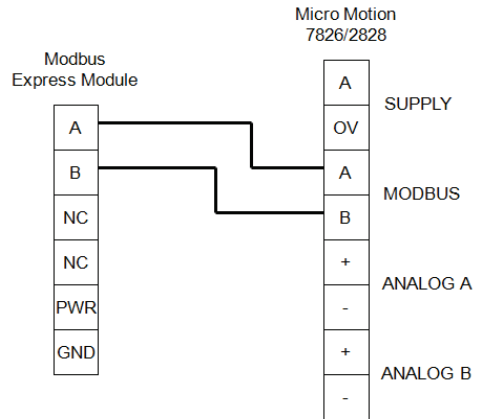 Micro Motion
7826/2828
Modbus
Express Module
A
B
NC
NC
PWR
GND
A
OV
A
B
+
-
+
-
SUPPLY
MODBUS
ANALOG A
ANALOG B